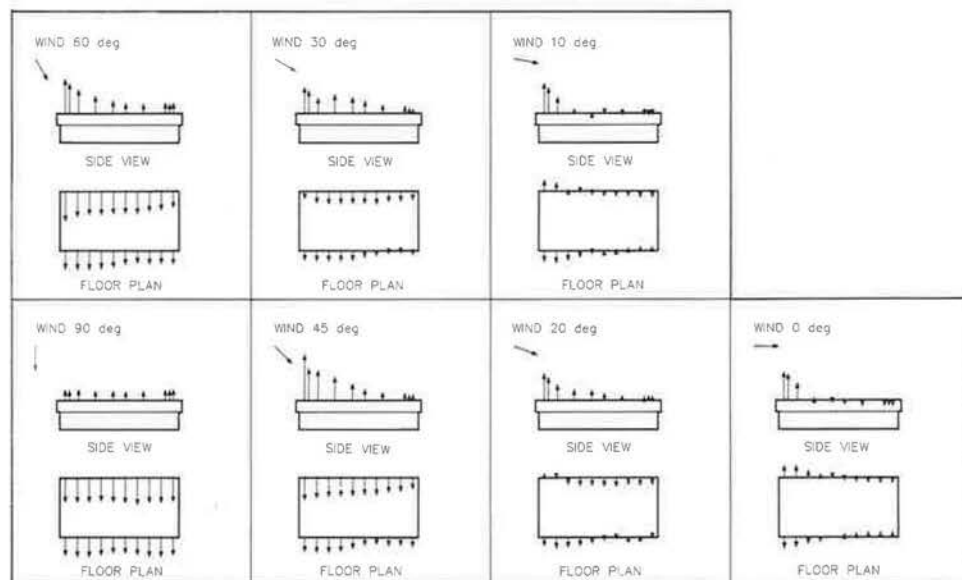 WIND 60 deg
SIDE VIEW
FLOOR PLAN
WIND 30 deg
SIDE VIEW
FLOOR PLAN
WIND 10 deg.
SIDE VIEW
FLOOR PLAN
WIND 90 deg
SIDE VIEW
FLOOR PLAN
WIND 45 deg
SIDE VIEW
FLOOR PLAN
WIND 20 deg
SIDE VIEW
FLOOR PLAN
WIND 0 deg
SIDE VIEW
FLOOR PLAN